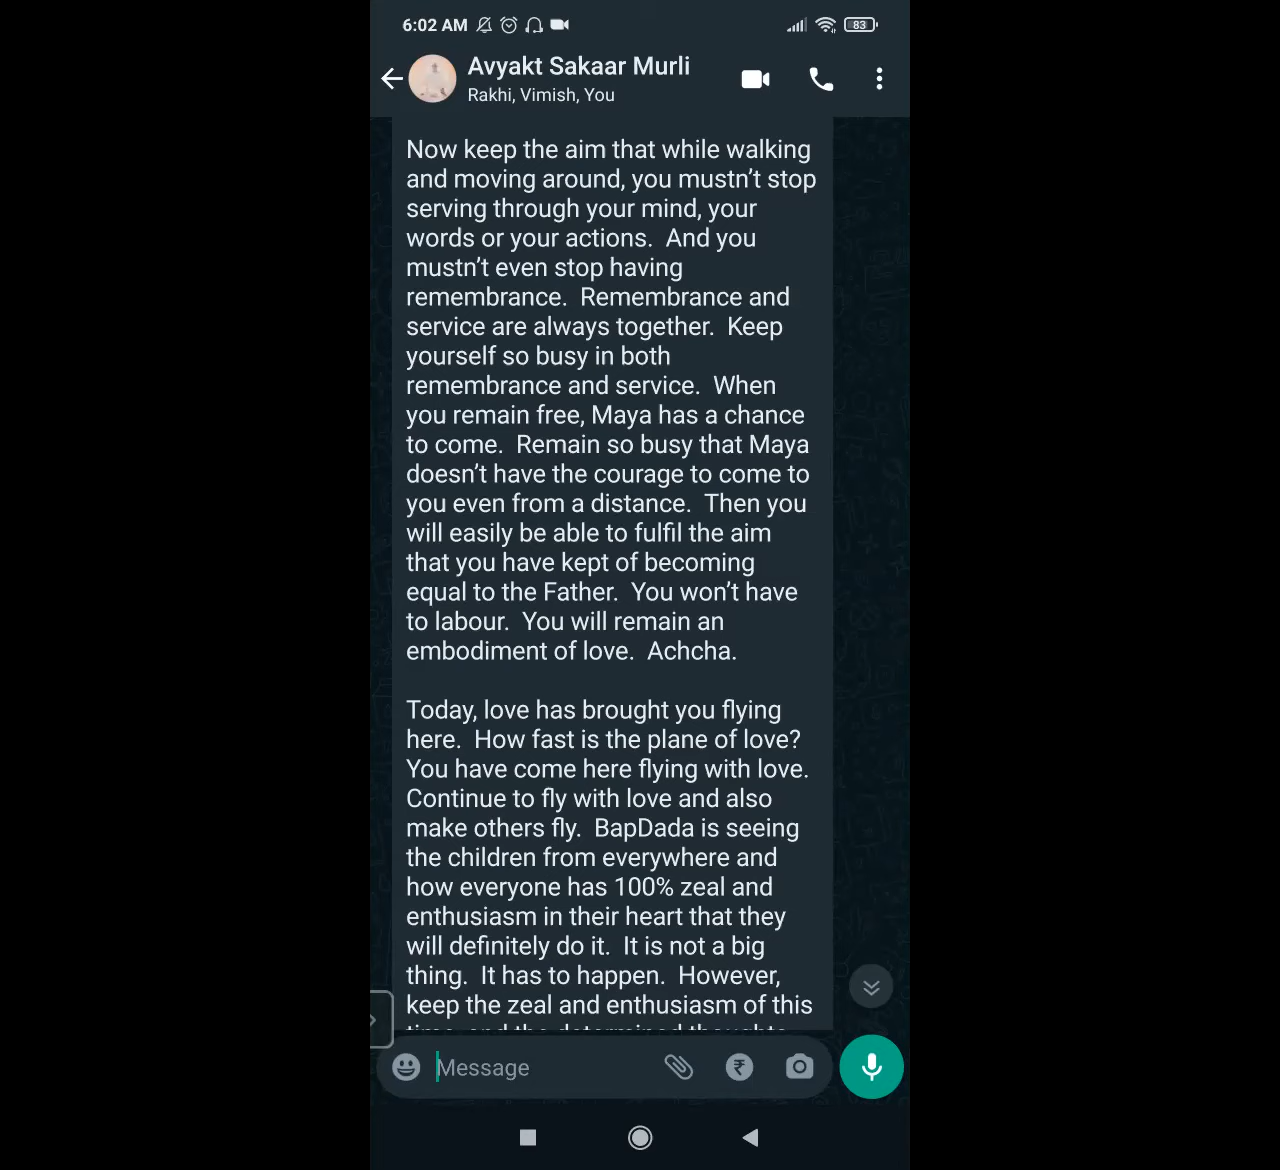 6:02 AM
83
Avyakt Sakaar Murli
Rakhi, Vimish, You
Now keep the aim that while walking
and moving around, you mustn’t stop
serving through your mind, your
words or your actions.  And you
mustn’t even stop having
remembrance.  Remembrance and
service are always together.  Keep
yourself so busy in both
remembrance and service.  When
you remain free, Maya has a chance
to come.  Remain so busy that Maya
doesn’t have the courage to come to
you even from a distance.  Then you
will easily be able to fulfil the aim
that you have kept of becoming
equal to the Father.  You won’t have
to labour.  You will remain an
embodiment of love.  Achcha.
Today, love has brought you flying
here.  How fast is the plane of love?
You have come here flying with love.
Continue to fly with love and also
make others fly.  BapDada is seeing
the children from everywhere and
how everyone has 100% zeal and
enthusiasm in their heart that they
will definitely do it.  It is not a big
thing.  It has to happen.  However,
keep the zeal and enthusiasm of this
time, and the determined thoughts
Message